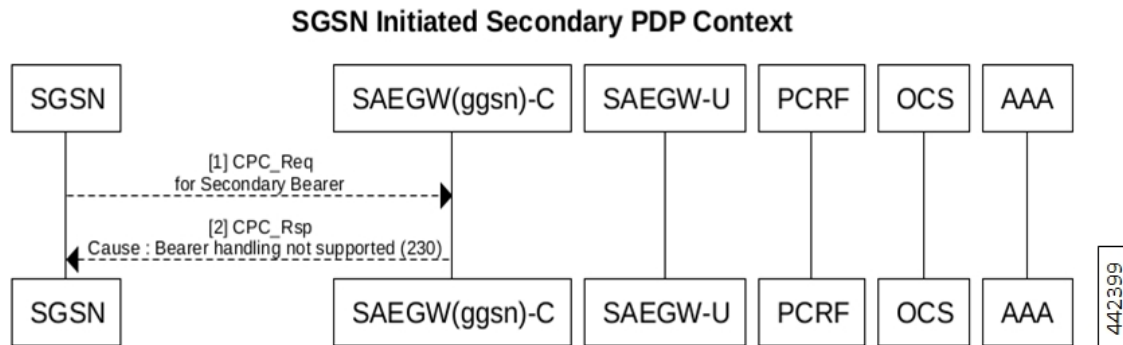 SGSN Initiated Secondary PDP Context
SGSN SAEGW(ggsn)-C SAEGW-U PCRF OCS AAA
[1] CPC_Req
for Secondary Bearer
[2] CPC_Rsp
Cause : Bearer handling not supported (230)
SGSN SAEGW(ggsn)-C SAEGW-U PCRF OCS AAA
442399